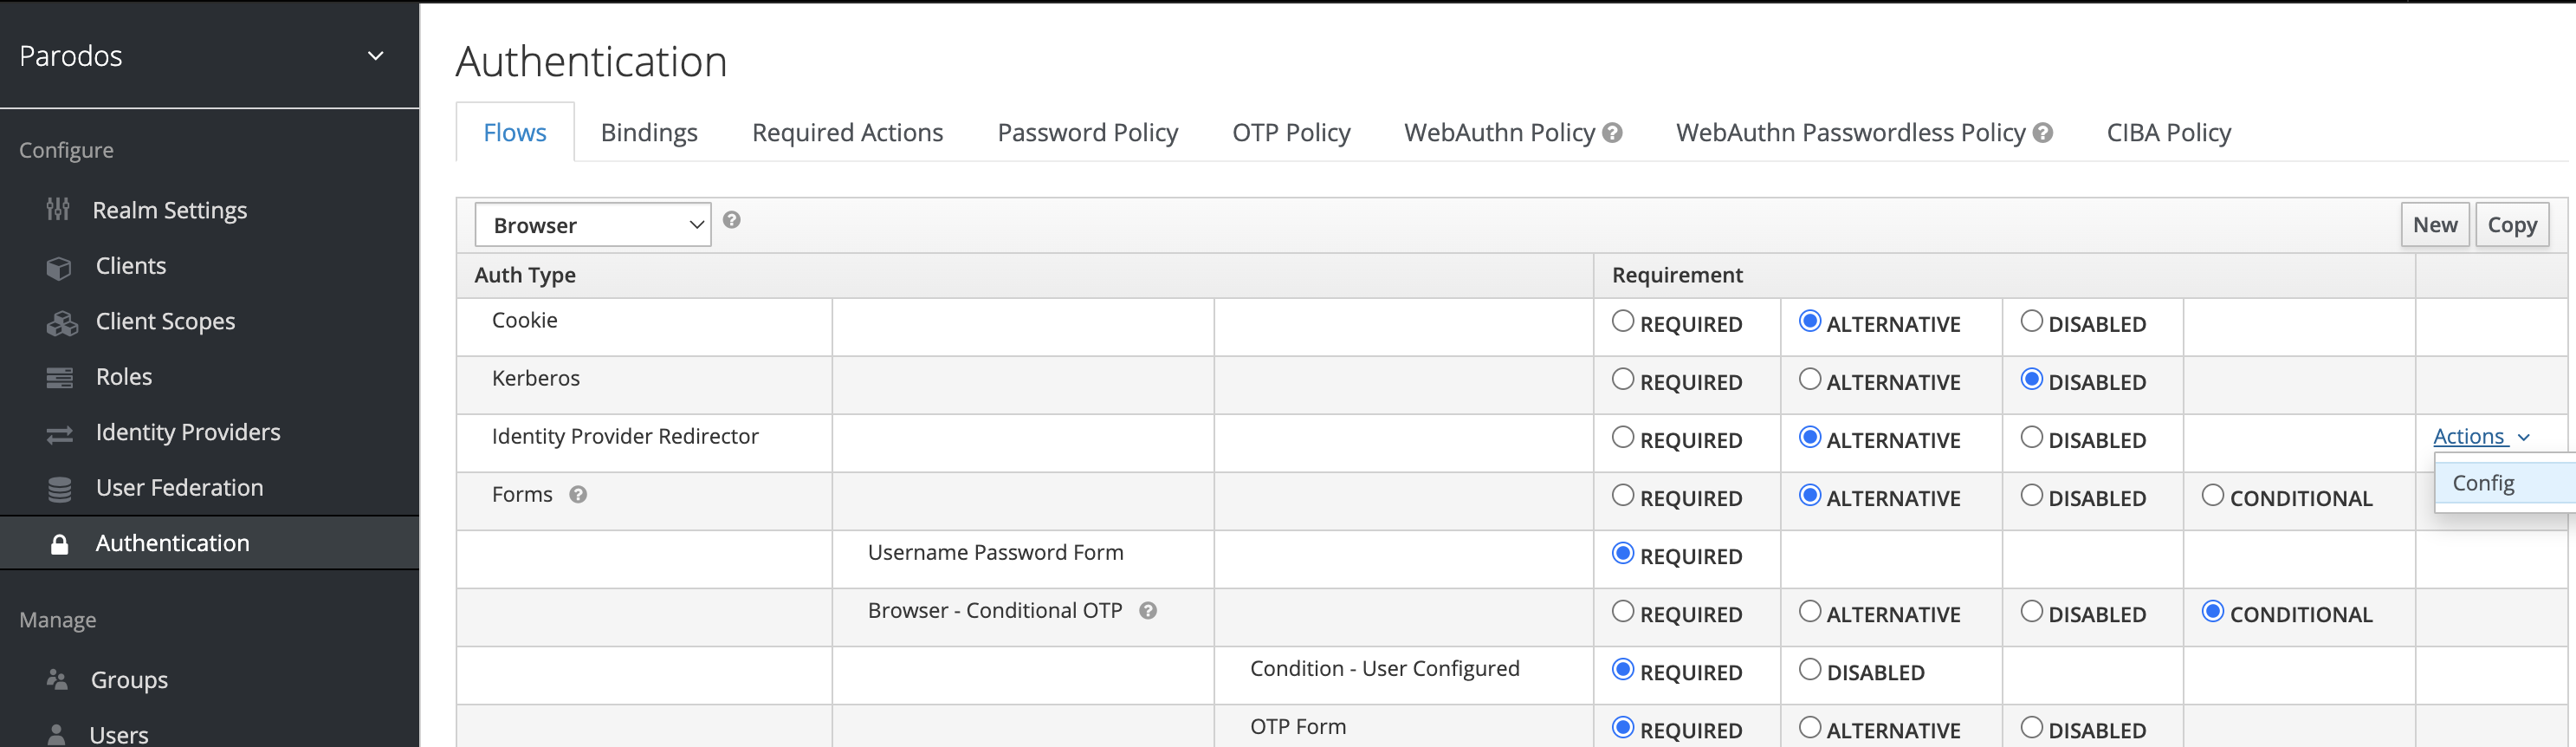 Parodos
Configure
Realm Settings
Clients
Client Scopes
Roles
Identity Providers
User Federation
Authentication
Manage
Groups
Users
Authentication
Flows Bindings Required Actions Password Policy OTP Policy WebAuthn Policy ? WebAuthn Passwordless Policy ? CIBA Policy
Browser ? New Copy
Auth Type Requirement
Cookie REQUIRED ALTERNATIVE DISABLED
Kerberos REQUIRED ALTERNATIVE DISABLED
Identity Provider Redirector REQUIRED ALTERNATIVE DISABLED Actions
Config
Forms ? REQUIRED ALTERNATIVE DISABLED CONDITIONAL
Username Password Form REQUIRED
Browser - Conditional OTP ? REQUIRED ALTERNATIVE DISABLED CONDITIONAL
Condition - User Configured REQUIRED DISABLED
OTP Form REQUIRED ALTERNATIVE DISABLED